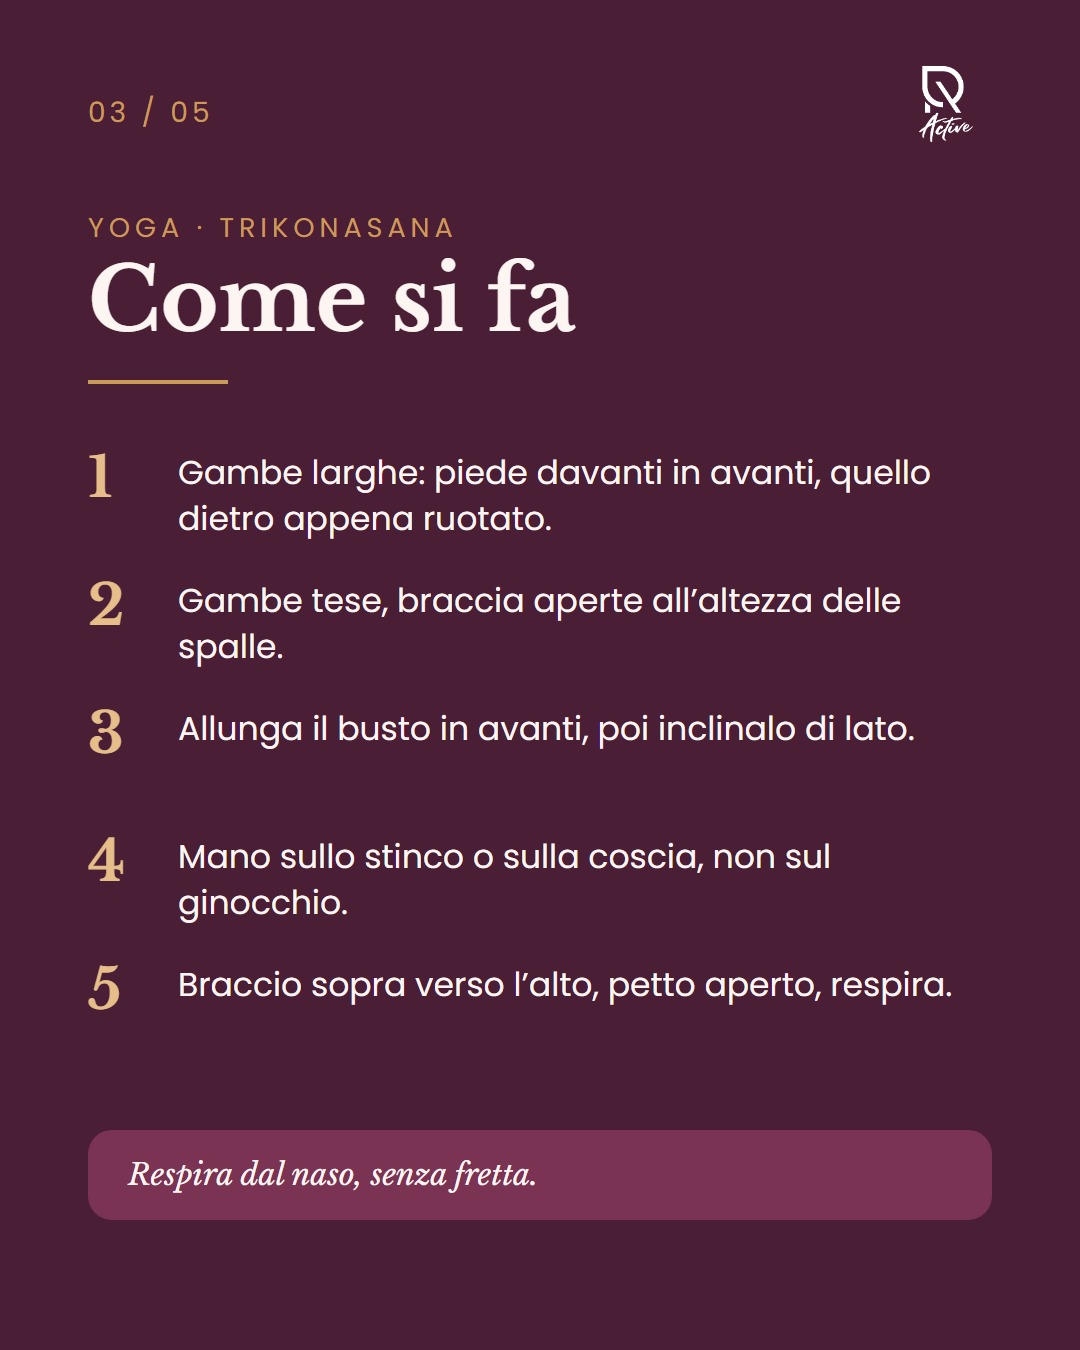 03 / 05
R
Active
YOGA · TRIKONASANA
Come si fa
1 Gambe larghe: piede davanti in avanti, quello
dietro appena ruotato.
2 Gambe tese, braccia aperte all’altezza delle
spalle.
3 Allunga il busto in avanti, poi inclinalo di lato.
4 Mano sullo stinco o sulla coscia, non sul
ginocchio.
5 Braccio sopra verso l’alto, petto aperto, respira.
Respira dal naso, senza fretta.